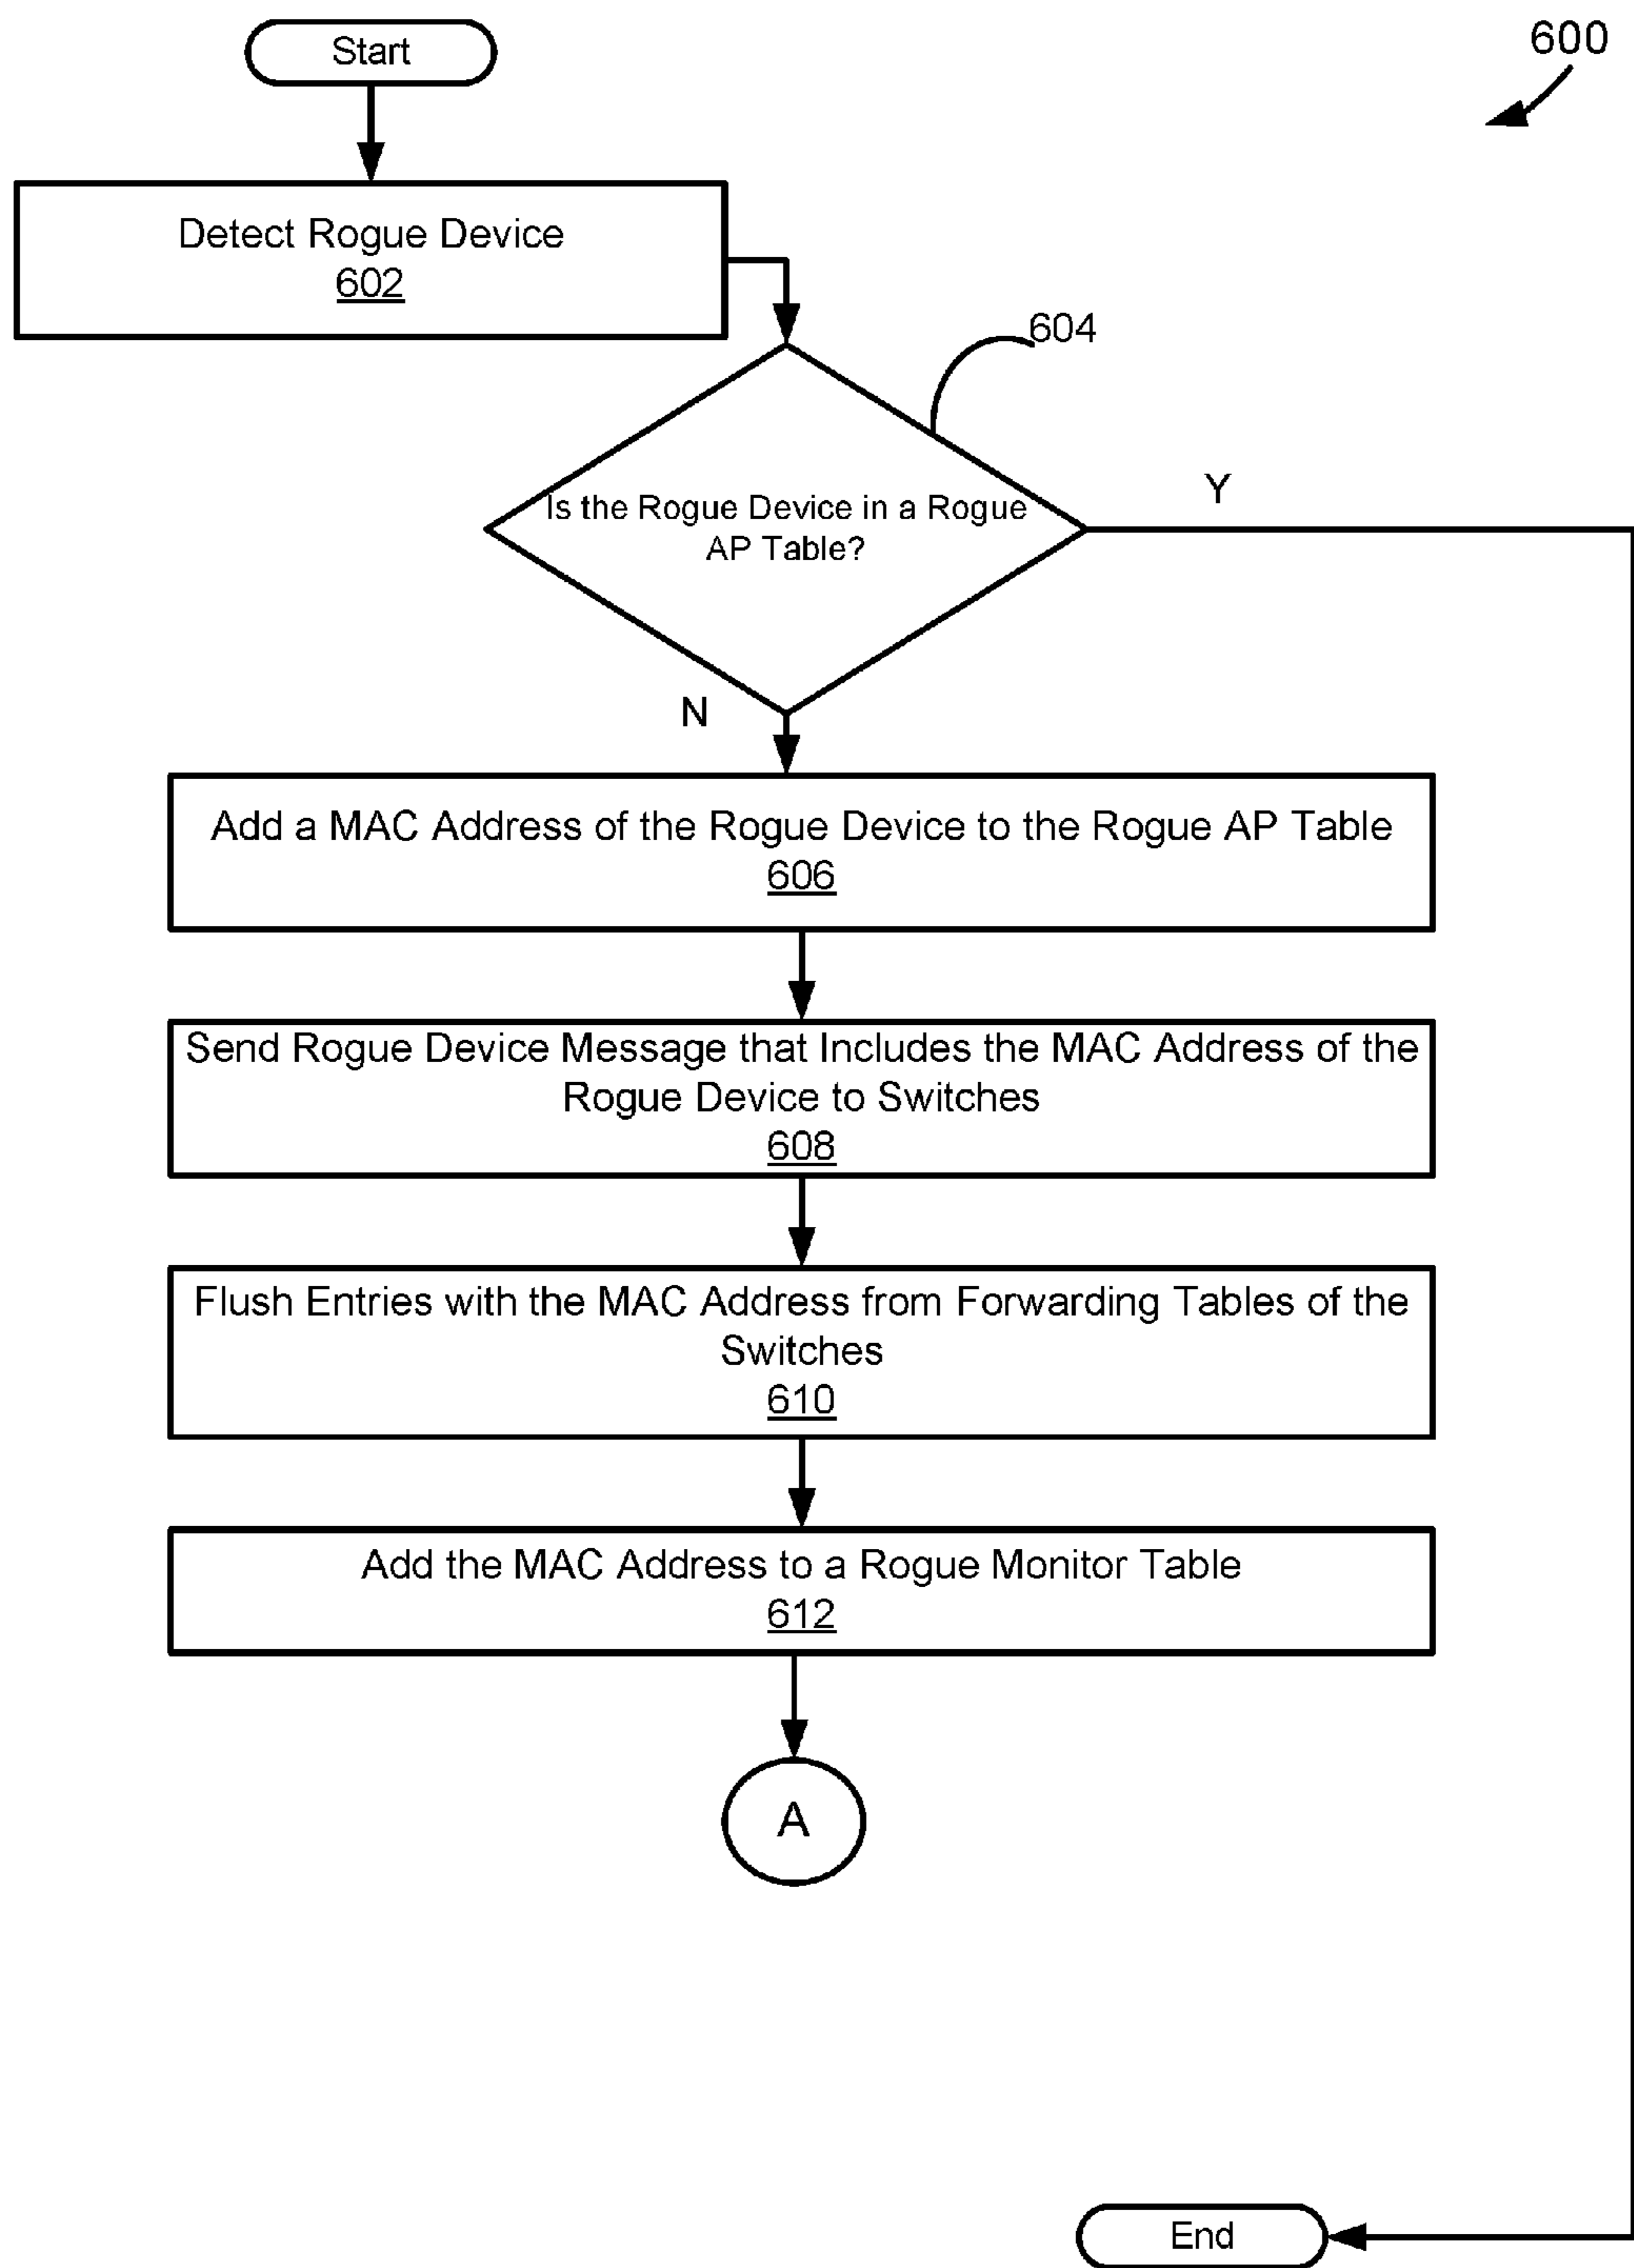 Start
600
Detect Rogue Device
602
604
Is the Rogue Device in a Rogue
AP Table?
Y
N
Add a MAC Address of the Rogue Device to the Rogue AP Table
606
Send Rogue Device Message that Includes the MAC Address of the
Rogue Device to Switches
608
Flush Entries with the MAC Address from Forwarding Tables of the
Switches
610
Add the MAC Address to a Rogue Monitor Table
612
A
End